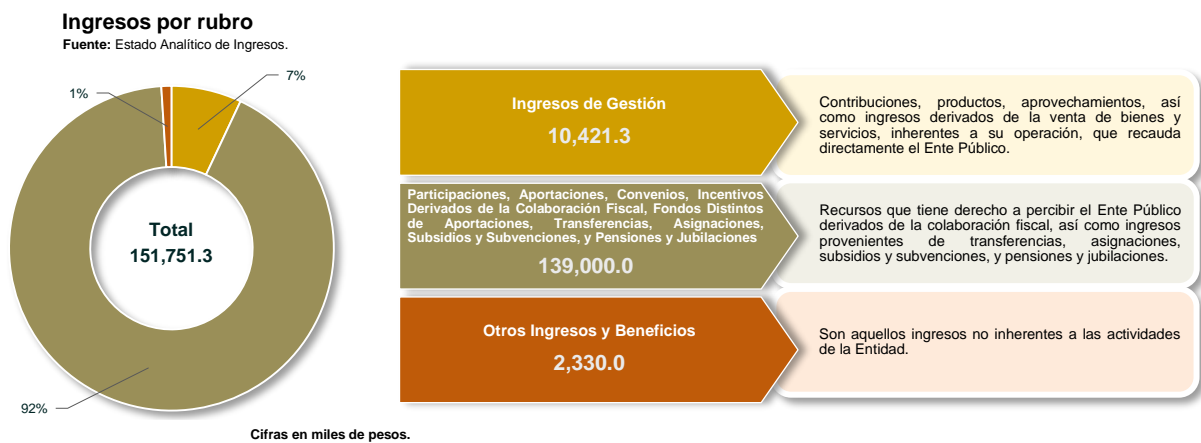 Ingresos por rubro
Fuente: Estado Analítico de Ingresos.
7%
1%
92%
Total
151,751.3
Ingresos de Gestión
10,421.3
Contribuciones, productos, aprovechamientos, así
como ingresos derivados de la venta de bienes y
servicios, inherentes a su operación, que recauda
directamente el Ente Público.
Participaciones, Aportaciones, Convenios, Incentivos
Derivados de la Colaboración Fiscal, Fondos Distintos
de Aportaciones, Transferencias, Asignaciones,
Subsidios y Subvenciones, y Pensiones y Jubilaciones
139,000.0
Recursos que tiene derecho a percibir el Ente Público
derivados de la colaboración fiscal, así como ingresos
provenientes de transferencias, asignaciones,
subsidios y subvenciones, y pensiones y jubilaciones.
Otros Ingresos y Beneficios
2,330.0
Son aquellos ingresos no inherentes a las actividades
de la Entidad.
Cifras en miles de pesos.